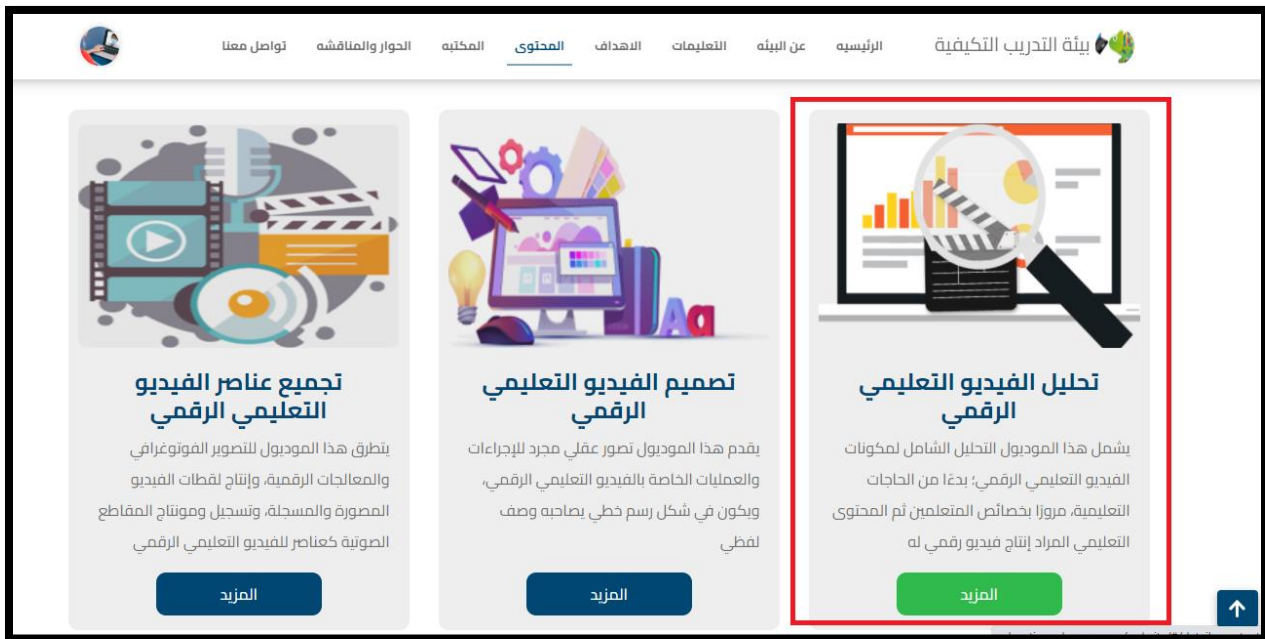 بيئة التدريب التكيفية
الرئيسيه
عن البيئه
التعليمات
الاهداف
المحتوى
المكتبه
الحوار والمناقشه
تواصل معنا
تحليل الفيديو التعليمي
الرقمي
يشمل هذا الموديول التحليل الشامل لمكونات
الفيديو التعليمي الرقمي؛ بدءًا من الحاجات
التعليمية، مروزا بخصائص المتعلمين ثم المحتوى
التعليمي المراد إنتاج فيديو رقمي له
المزيد
Aa
تصميم الفيديو التعليمي
الرقمي
يقدم هذا الموديول تصور عقلي مجرد للإجراءات
والعمليات الخاصة بالفيديو التعليمي الرقمي،
ويكون في شكل رسم خطي يصاحبه وصف
لفظي
المزيد
تجميع عناصر الفيديو
التعليمي الرقمي
يتطرق هذا الموديول للتصوير الفوتوغرافي
والمعالجات الرقمية، وإنتاج لقطات الفيديو
المصورة والمسجلة، وتسجيل ومونتاج المقاطع
الصوتية كعناصر للفيديو التعليمي الرقمي
المزيد